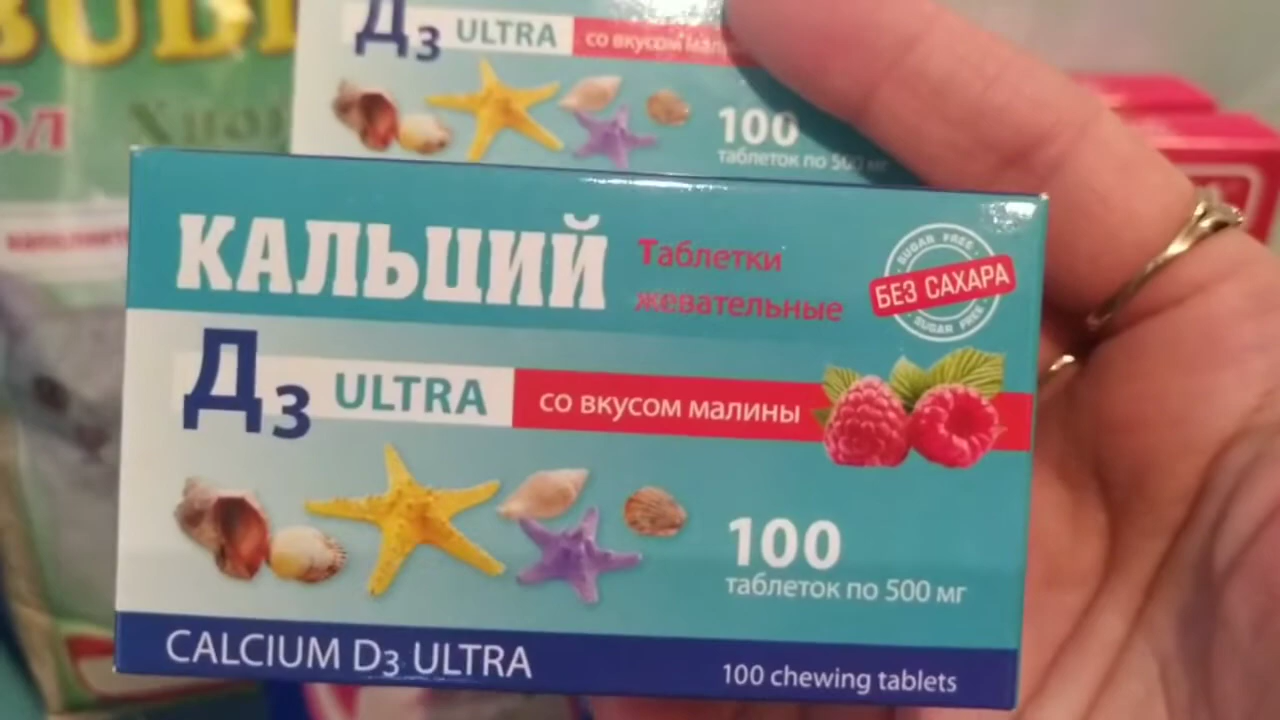 Д3 ULTRA со вкусом
100
таблеток по 500 мг
КАЛЬЦИЙ
Таблетки
жевательные
SUGAR FREE
БЕЗ САХАРА
SUGAR FREE
Д3 ULTRA
со вкусом малины
100
таблеток по 500 мг
CALCIUM D3 ULTRA
100 chewing tablets